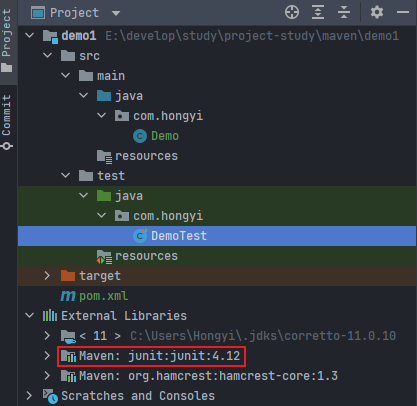 Project
Project
Commit
demo1 E:\develop\study\project-study\maven\demo1
src
main
java
com.hongyi
Demo
resources
test
java
com.hongyi
DemoTest
resources
target
pom.xml
External Libraries
< 11 > C:\Users\Hongyi\.jdks\corretto-11.0.10
Maven: junit:junit:4.12
Maven: org.hamcrest:hamcrest-core:1.3
Scratches and Consoles